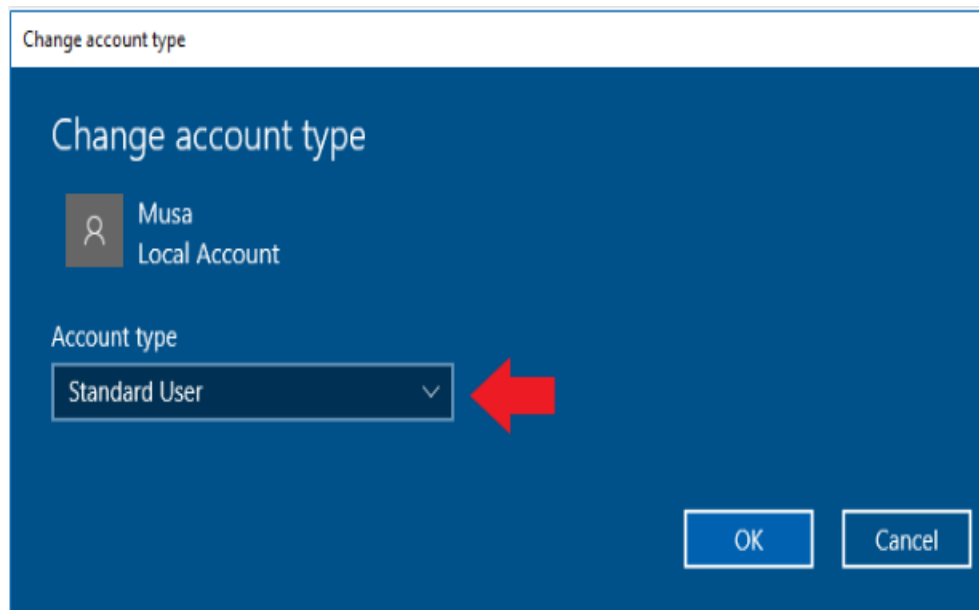 Change account type
Change account type
Musa
Local Account
Account type
Standard User
OK Cancel